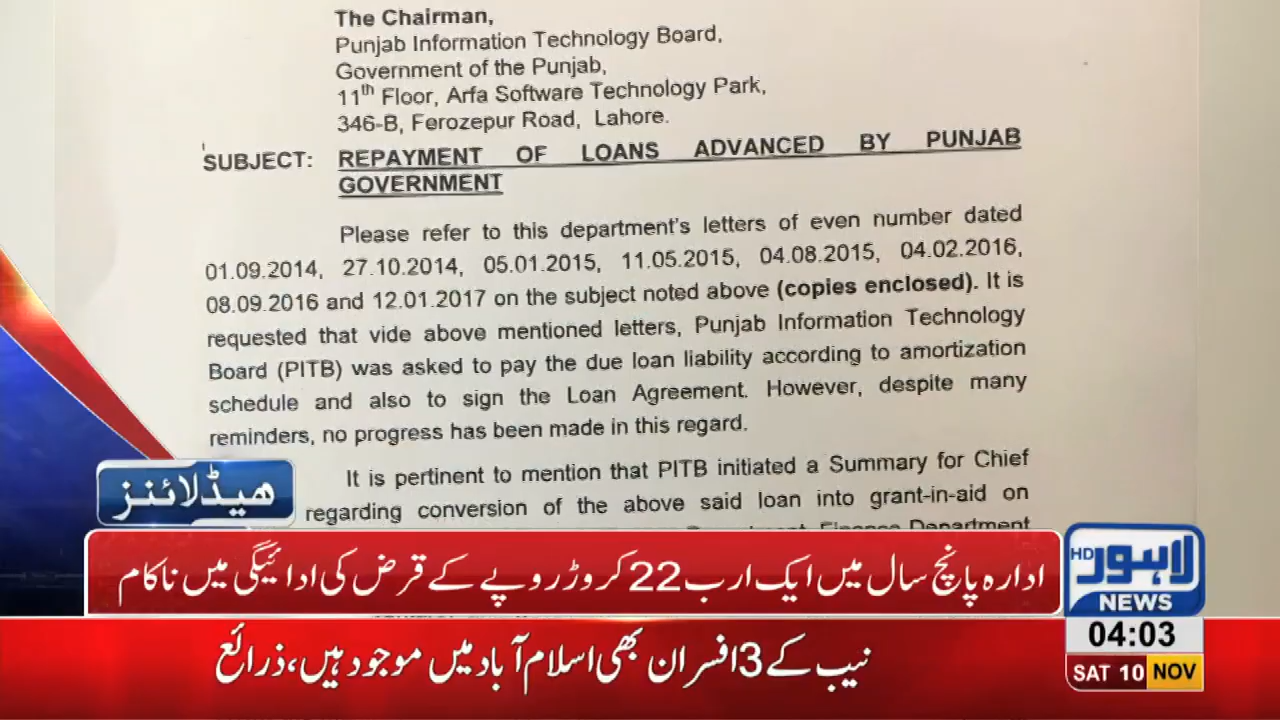 The Chairman,
Punjab Information Technology Board,
Government of the Punjab,
11th Floor, Arfa Software Technology Park,
346-B, Ferozepur Road, Lahore.
SUBJECT: REPAYMENT OF LOANS ADVANCED BY PUNJAB
GOVERNMENT
Please refer to this department's letters of even number dated
01.09.2014, 27.10.2014, 05.01.2015, 11.05.2015, 04.08.2015, 04.02.2016,
08.09.2016 and 12.01.2017 on the subject noted above (copies enclosed). It is
requested that vide above mentioned letters, Punjab Information Technology
Board (PITB) was asked to pay the due loan liability according to amortization
schedule and also to sign the Loan Agreement. However, despite many
reminders, no progress has been made in this regard.
It is pertinent to mention that PITB initiated a Summary for Chief
regarding conversion of the above said loan into grant-in-aid on
Department, Finance Department
ھیڈلائنز
ادارہ پانچ سال میں ایک ارب 22 کروڑ روپے کے قرض کی ادائیگی میں ناکام
HD لاہور
NEWS
04:03
SAT 10 NOV
نیب کے 3 افسران بھی اسلام آباد میں موجود ہیں، ذرائع